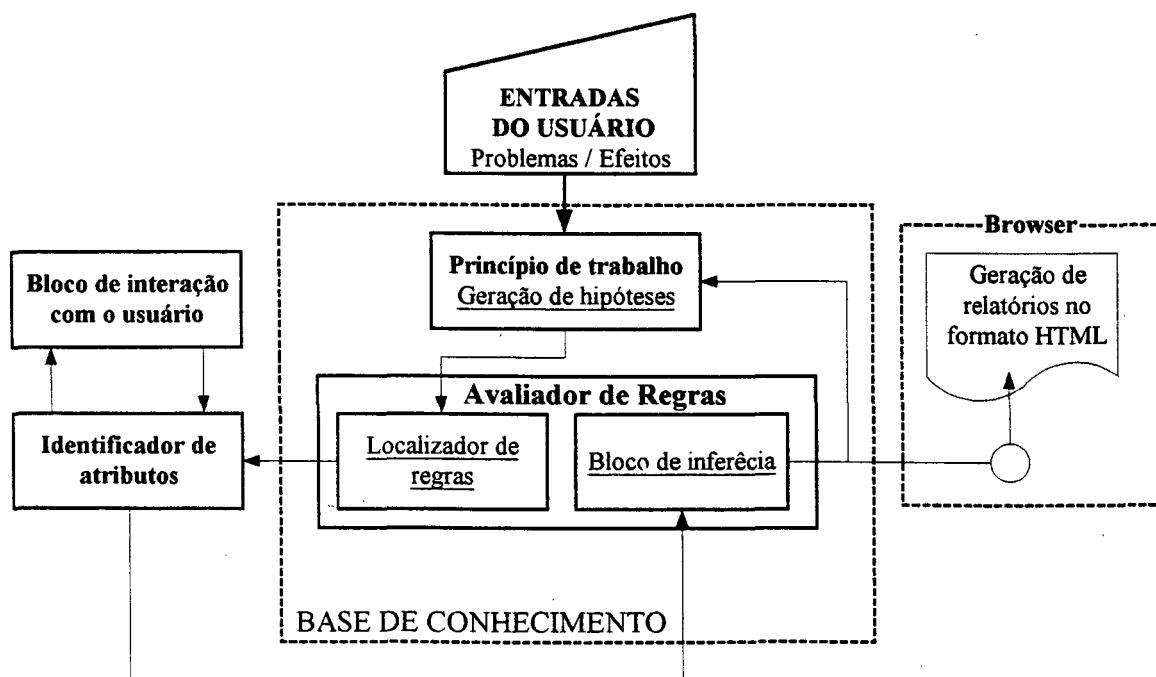 ENTRADAS
DO USUÁRIO
Problemas / Efeitos
Browser
Princípio de trabalho
Geração de hipóteses
Geração de
relatórios no
formato HTML
Bloco de interação
com o usuário
Avaliador de Regras
Identificador de
atributos
Localizador de
regras
Bloco de inferêcia
BASE DE CONHECIMENTO